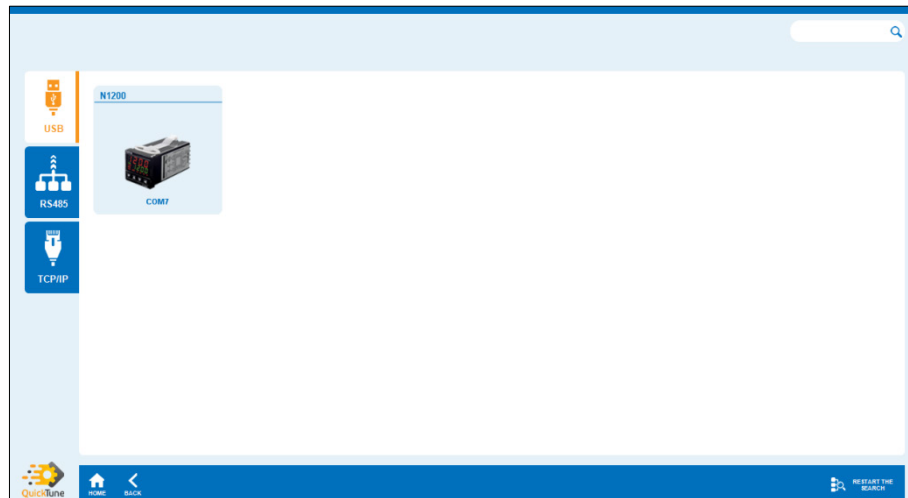 USB
N1200
COM7
RS485
TCP/IP
QuickTune
HOME
BACK
RESTART THE
SEARCH